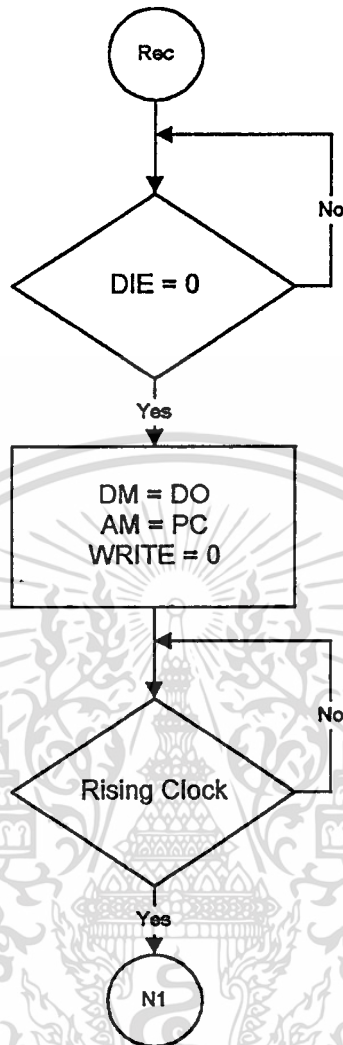 Rec
No
DIE = 0
Yes
DM = DO
AM = PC
WRITE = 0
No
Rising Clock
Yes
N1